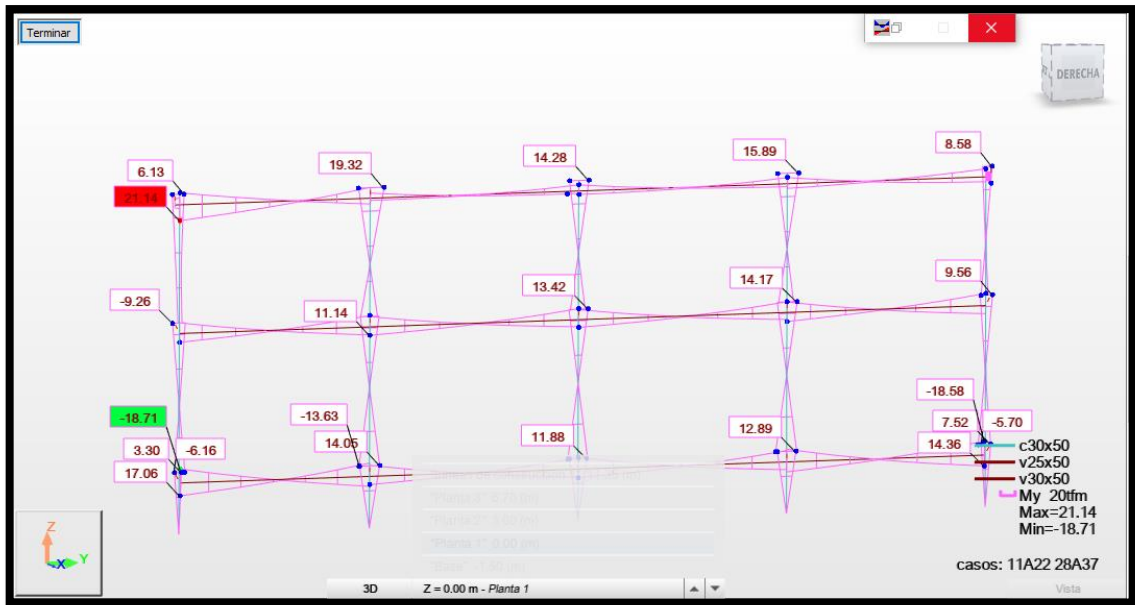 Terminar
DERECHA
6.13
19.32
14.28
15.89
8.58
21.14
-9.26
11.14
13.42
14.17
9.56
-18.71
-13.63
-18.58
3.30
-6.16
14.05
11.88
12.89
7.52
-5.70
17.06
14.36
c30x50
v25x50
v30x50
My 20tfm
Max=21.14
Min=-18.71
casos: 11A22 28A37
Z
X
Y
3D
Z = 0.00 m - Planta 1
Vista